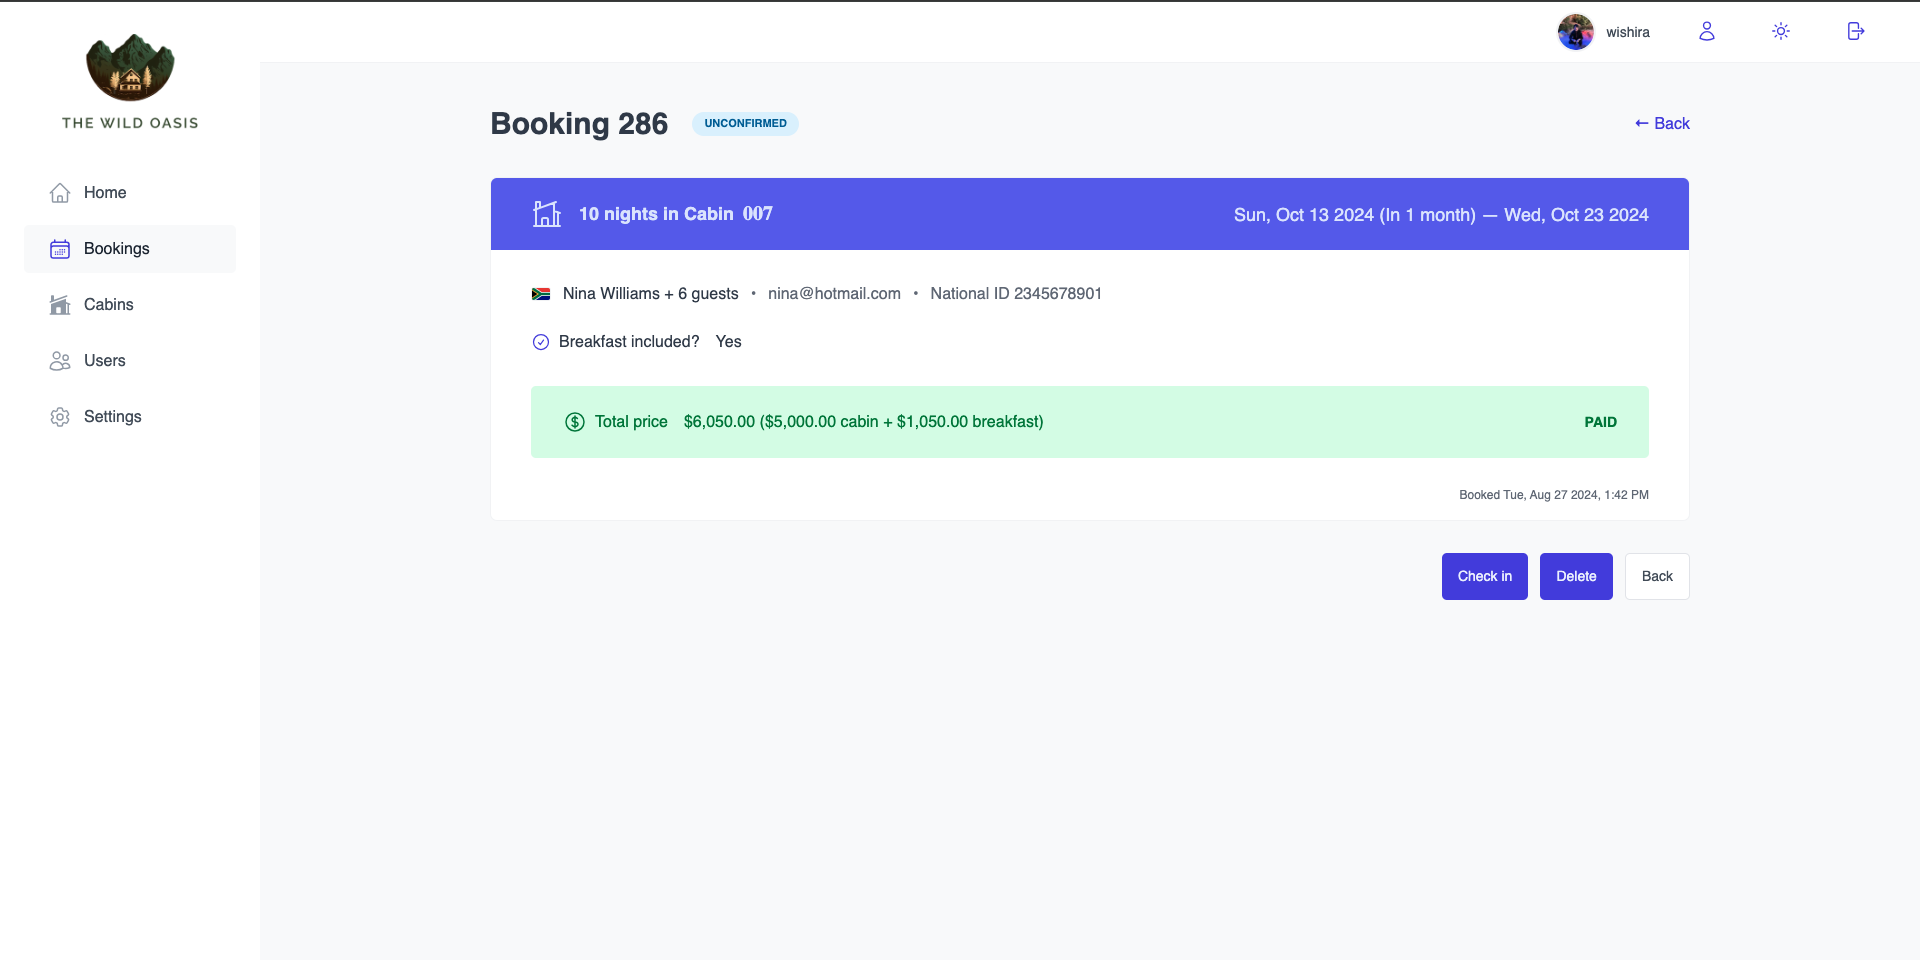 wishira
THE WILD OASIS
Home
Bookings
Cabins
Users
Settings
Booking 286 UNCONFIRMED ← Back
10 nights in Cabin 007 Sun, Oct 13 2024 (In 1 month) — Wed, Oct 23 2024
Nina Williams + 6 guests • nina@hotmail.com • National ID 2345678901
Breakfast included? Yes
Total price $6,050.00 ($5,000.00 cabin + $1,050.00 breakfast) PAID
Booked Tue, Aug 27 2024, 1:42 PM
Check in Delete Back